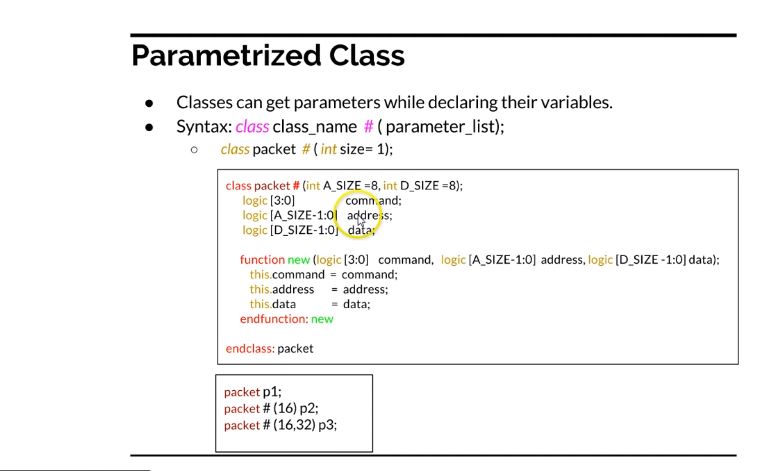 Parametrized Class
● Classes can get parameters while declaring their variables.
● Syntax: class class_name # ( parameter_list);
○ class packet # ( int size= 1);
class packet # (int A_SIZE =8, int D_SIZE =8);
logic [3:0] command;
logic [A_SIZE-1:0] address;
logic [D_SIZE-1:0] data;
function new (logic [3:0] command, logic [A_SIZE-1:0] address, logic [D_SIZE -1:0] data);
this.command = command;
this.address = address;
this.data = data;
endfunction: new
endclass: packet
packet p1;
packet # (16) p2;
packet # (16,32) p3;